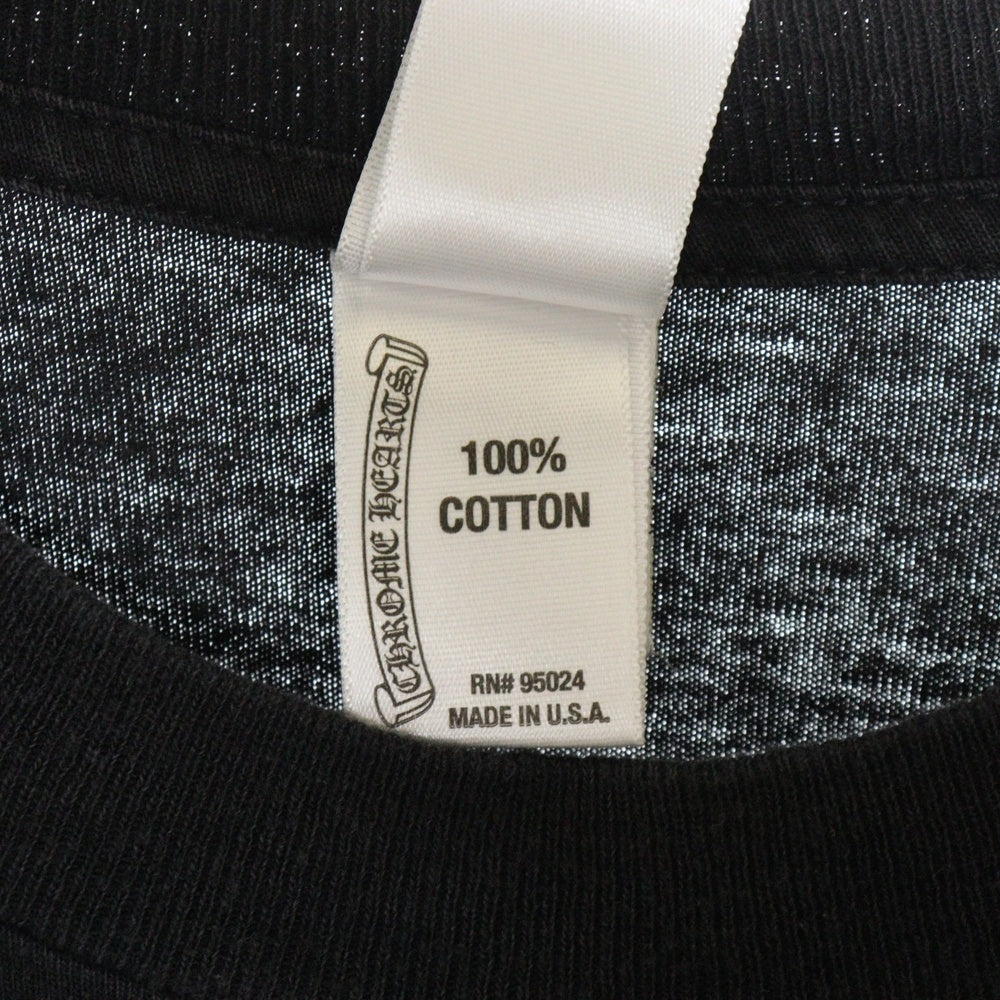 CHROME HEARTS
100%
COTTON
RN# 95024
MADE IN U.S.A.